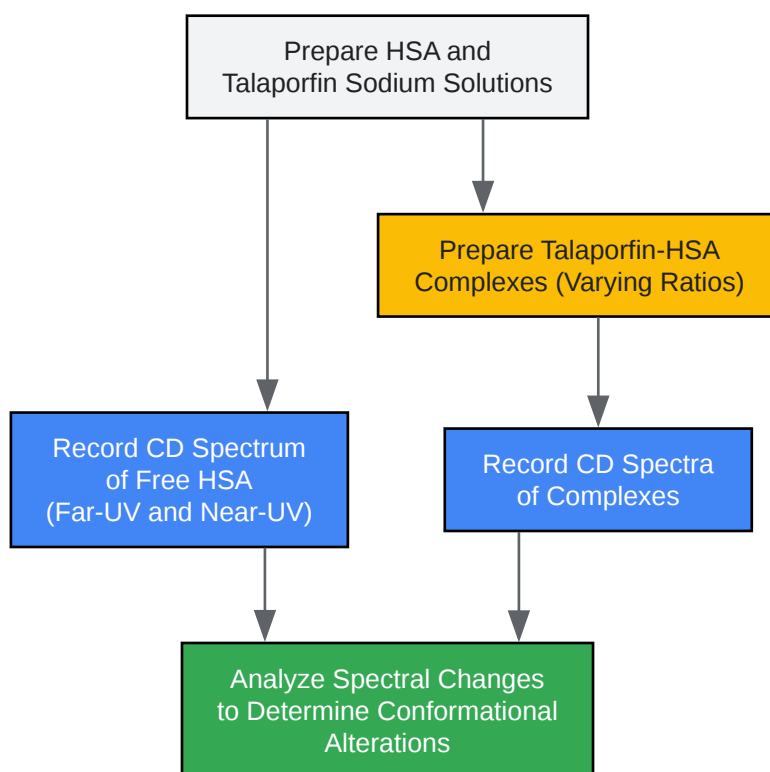 Prepare HSA and
Talaporfin Sodium Solutions
Prepare Talaporfin-HSA
Complexes (Varying Ratios)
Record CD Spectrum
of Free HSA
(Far-UV and Near-UV)
Record CD Spectra
of Complexes
Analyze Spectral Changes
to Determine Conformational
Alterations